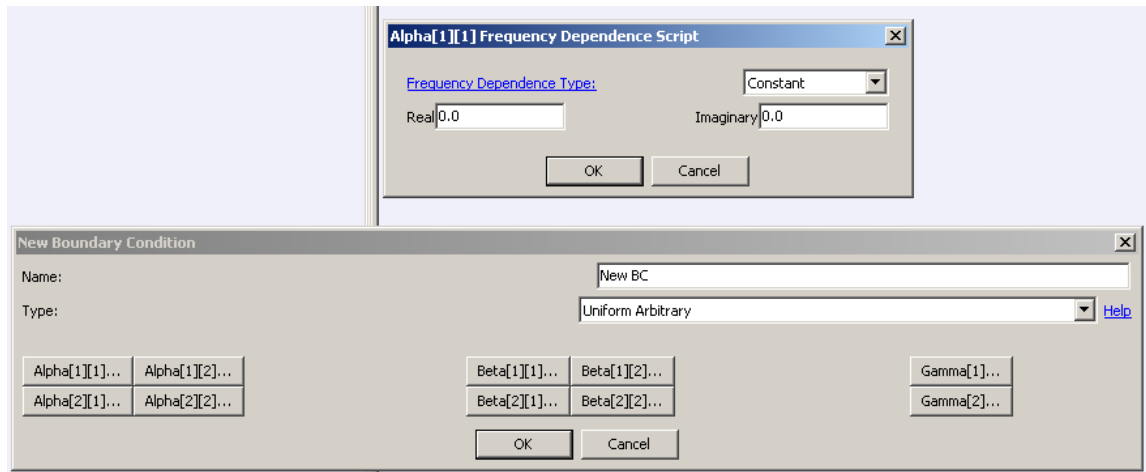 Alpha[1][1] Frequency Dependence Script
Frequency Dependence Type: Constant
Real 0.0 Imaginary 0.0
OK Cancel
New Boundary Condition
Name: New BC
Type: Uniform Arbitrary Help
Alpha[1][1]... Alpha[1][2]... Beta[1][1]... Beta[1][2]... Gamma[1]...
Alpha[2][1]... Alpha[2][2]... Beta[2][1]... Beta[2][2]... Gamma[2]...
OK Cancel